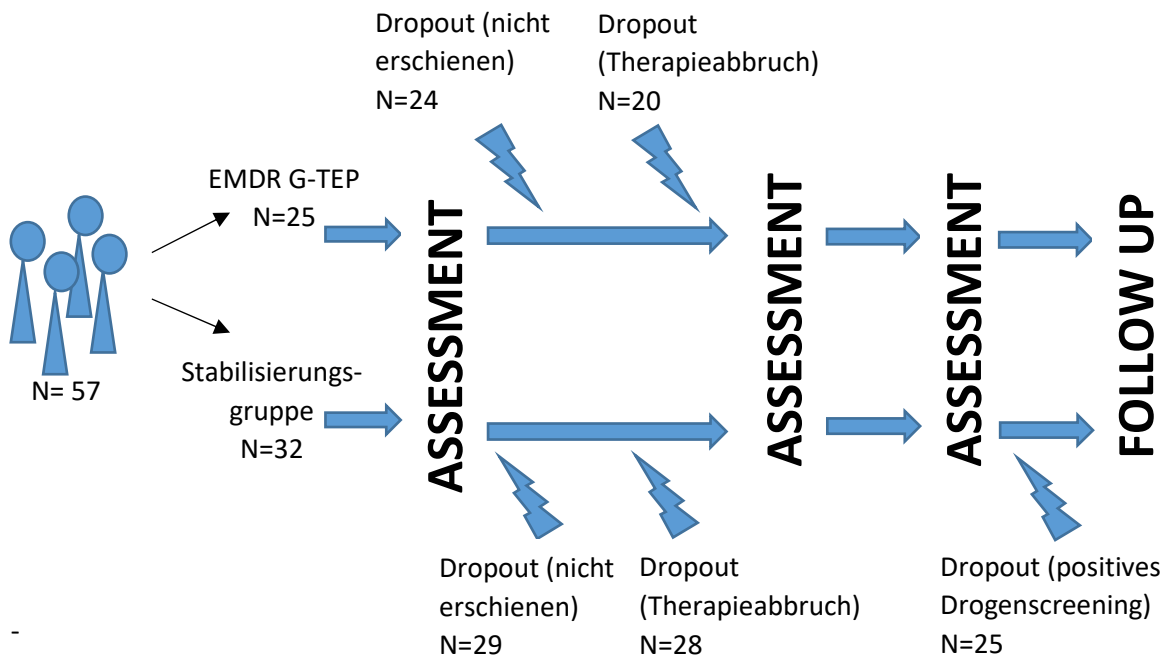 Dropout (nicht
erschienen)
N=24
Dropout
(Therapieabbruch)
N=20
EMDR G-TEP
N=25
N= 57
Stabilisierungs-
gruppe
N=32
ASSESSMENT
ASSESSMENT
ASSESSMENT
FOLLOW UP
Dropout (nicht
erschienen)
N=29
Dropout
(Therapieabbruch)
N=28
Dropout (positives
Drogenscreening)
N=25
-